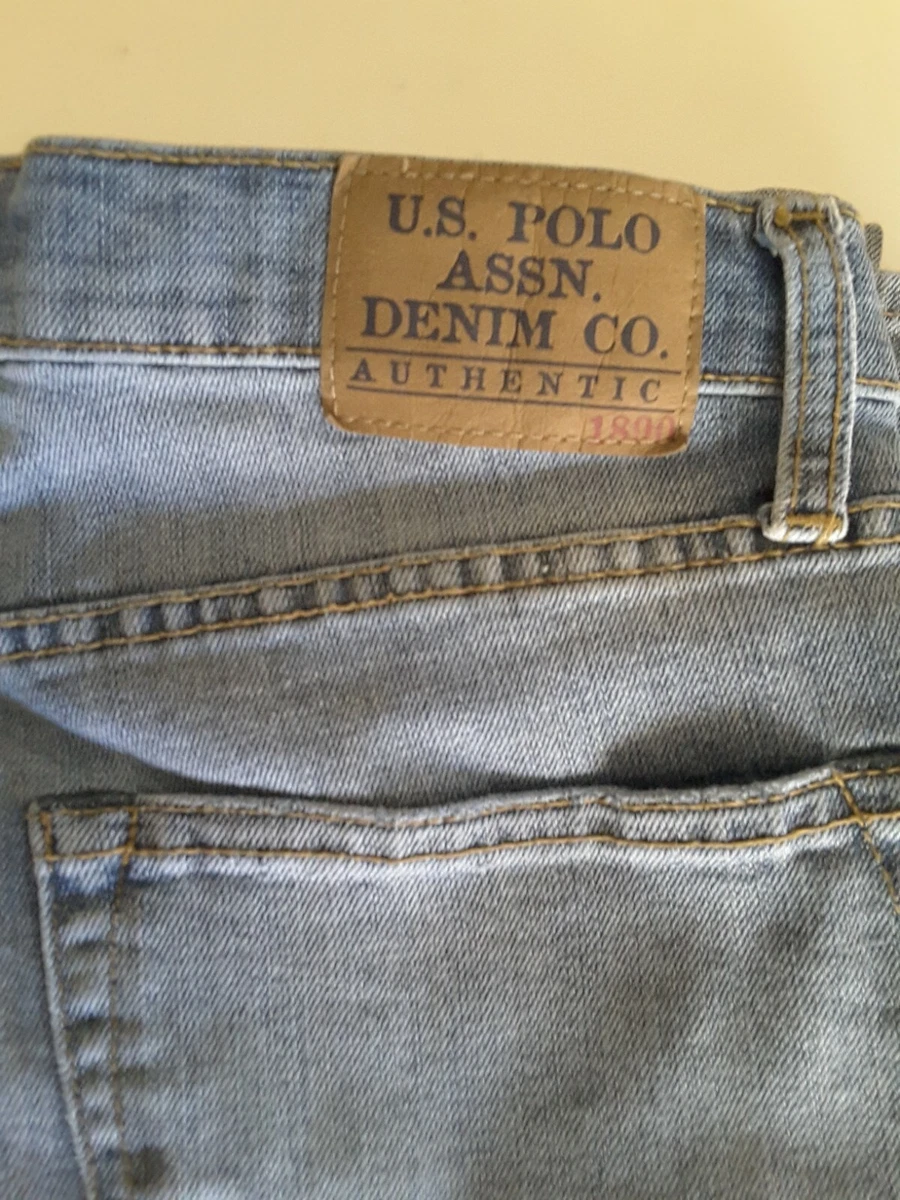 U.S. POLO
ASSN.
DENIM CO.
AUTHENTIC
1890